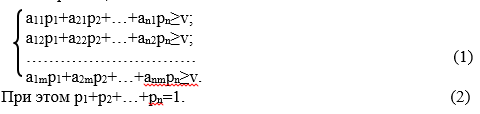 a11p1+a21p2+…+an1pn≥v;
a12p1+a22p2+…+an2pn≥v;
………………………… (1)
a1mp1+a2mp2+…+anmpn≥v.
При этом p1+p2+…+pn=1. (2)